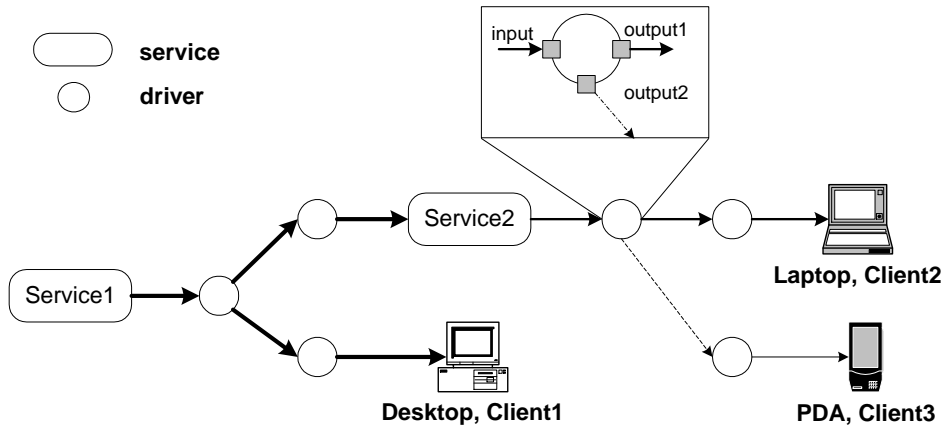 service
driver
input
output1
output2
Service2
Laptop, Client2
Service1
Desktop, Client1
PDA, Client3